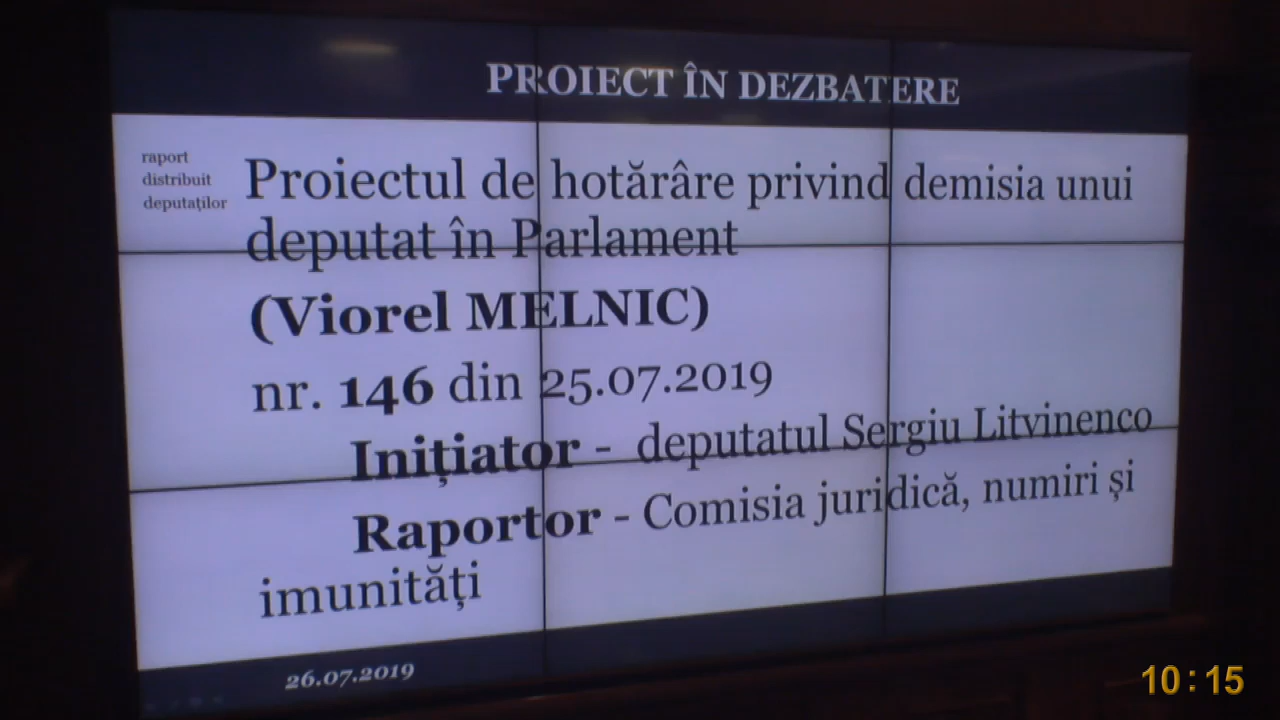 PROIECT ÎN DEZBATERE
raport
distribuit
deputaților
Proiectul de hotărâre privind demisia unui
deputat în Parlament
(Viorel MELNIC)
nr. 146 din 25.07.2019
Inițiator - deputatul Sergiu Litvinenco
Raportor - Comisia juridică, numiri și
imunități
26.07.2019
10:15